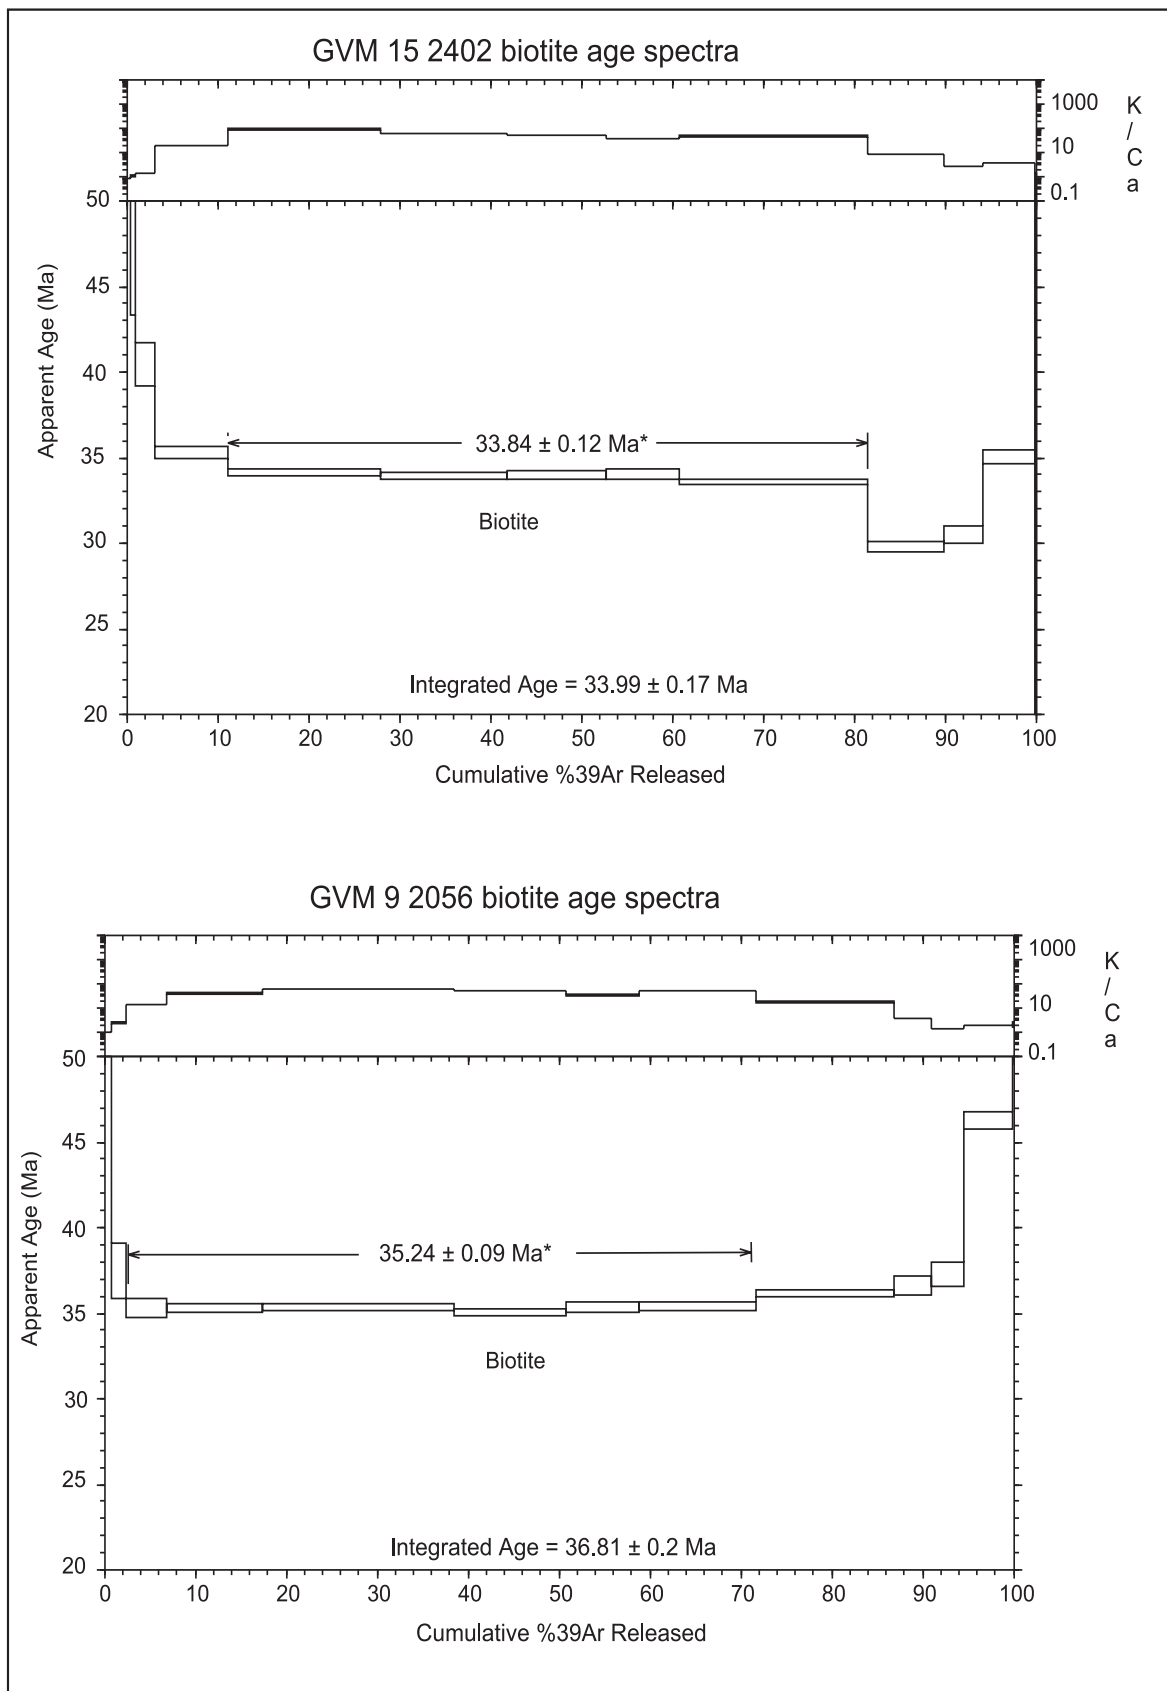 GVM 15 2402 biotite age spectra
1000
10
0.1
K
/
C
a
50
45
40
35
30
25
20
Apparent Age (Ma)
33.84 ± 0.12 Ma*
Biotite
Integrated Age = 33.99 ± 0.17 Ma
0 10 20 30 40 50 60 70 80 90 100
Cumulative %39Ar Released
GVM 9 2056 biotite age spectra
1000
10
0.1
K
/
C
a
50
45
40
35
30
25
20
Apparent Age (Ma)
35.24 ± 0.09 Ma*
Biotite
Integrated Age = 36.81 ± 0.2 Ma
0 10 20 30 40 50 60 70 80 90 100
Cumulative %39Ar Released